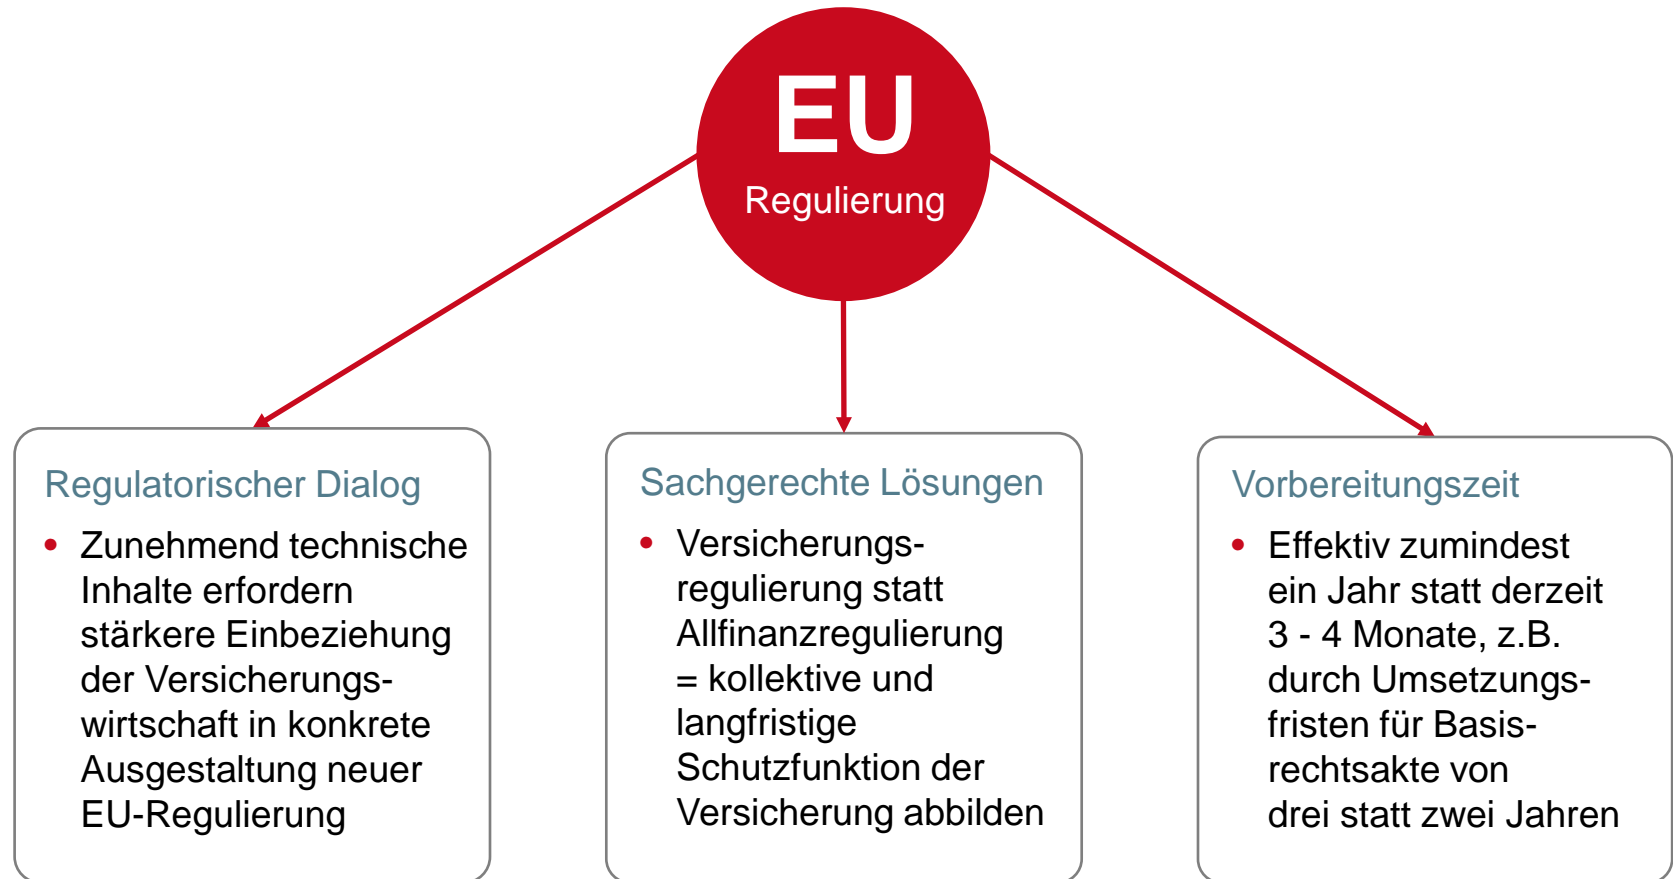 EU
Regulierung
Regulatorischer Dialog
• Zunehmend technische
Inhalte erfordern
stärkere Einbeziehung
der Versicherungs-
wirtschaft in konkrete
Ausgestaltung neuer
EU-Regulierung
Sachgerechte Lösungen
• Versicherungs-
regulierung statt
Allfinanzregulierung
= kollektive und
langfristige
Schutzfunktion der
Versicherung abbilden
Vorbereitungszeit
• Effektiv zumindest
ein Jahr statt derzeit
3 - 4 Monate, z.B.
durch Umsetzungs-
fristen für Basis-
rechtsakte von
drei statt zwei Jahren